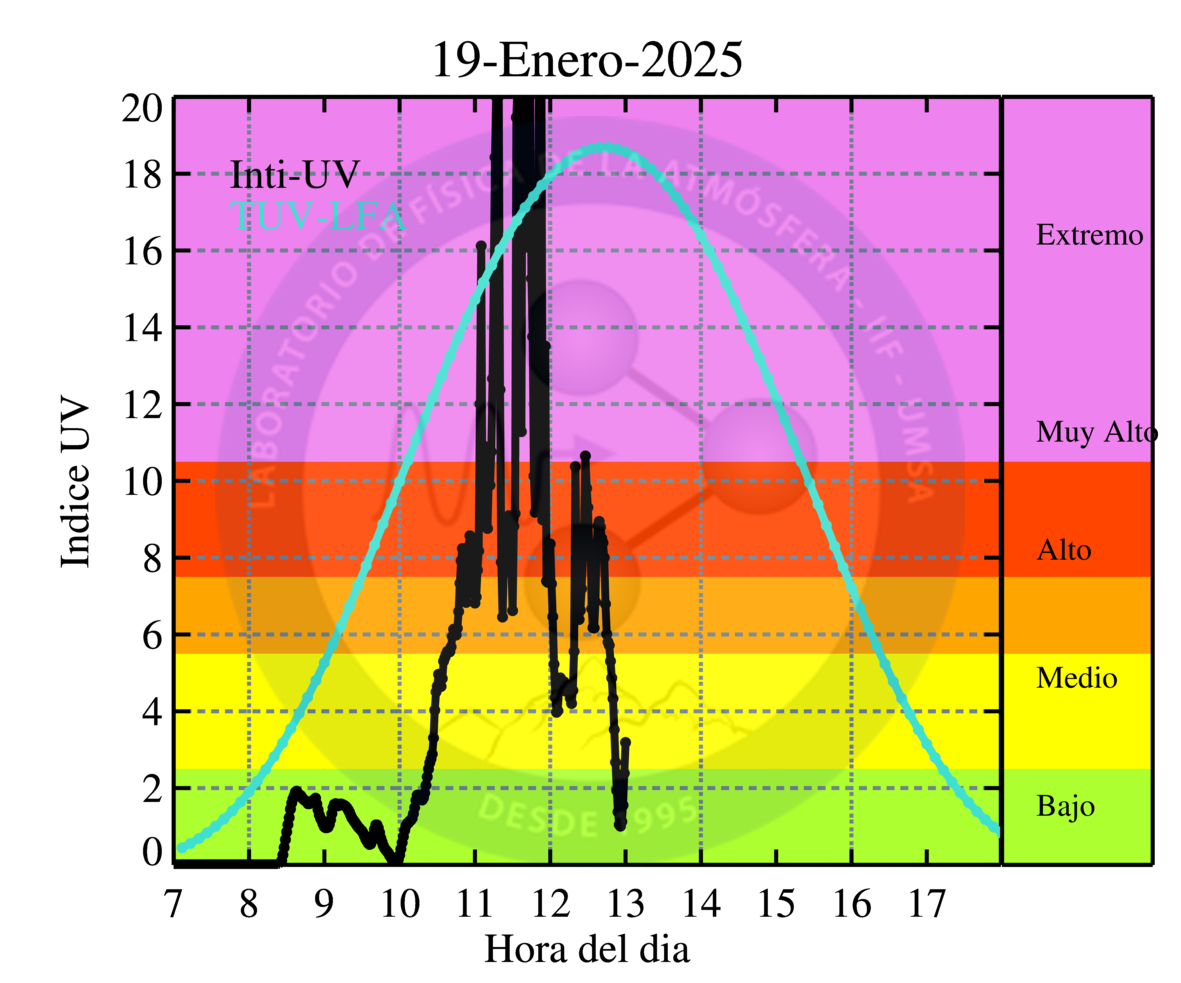 19-Enero-2025
20
18
16
14
12
10
8
6
4
2
0
Indice UV
Inti-UV
TUV-LFA
LABORATORIO DE FÍSICA DE LA ATMÓSFERA - IIF - UMSA
DESDE 1995
Extremo
Muy Alto
Alto
Medio
Bajo
7 8 9 10 11 12 13 14 15 16 17
Hora del dia